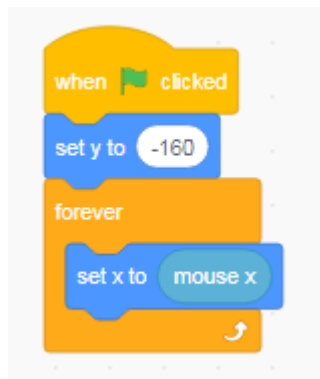 when clicked
set y to -160
forever
set x to mouse x